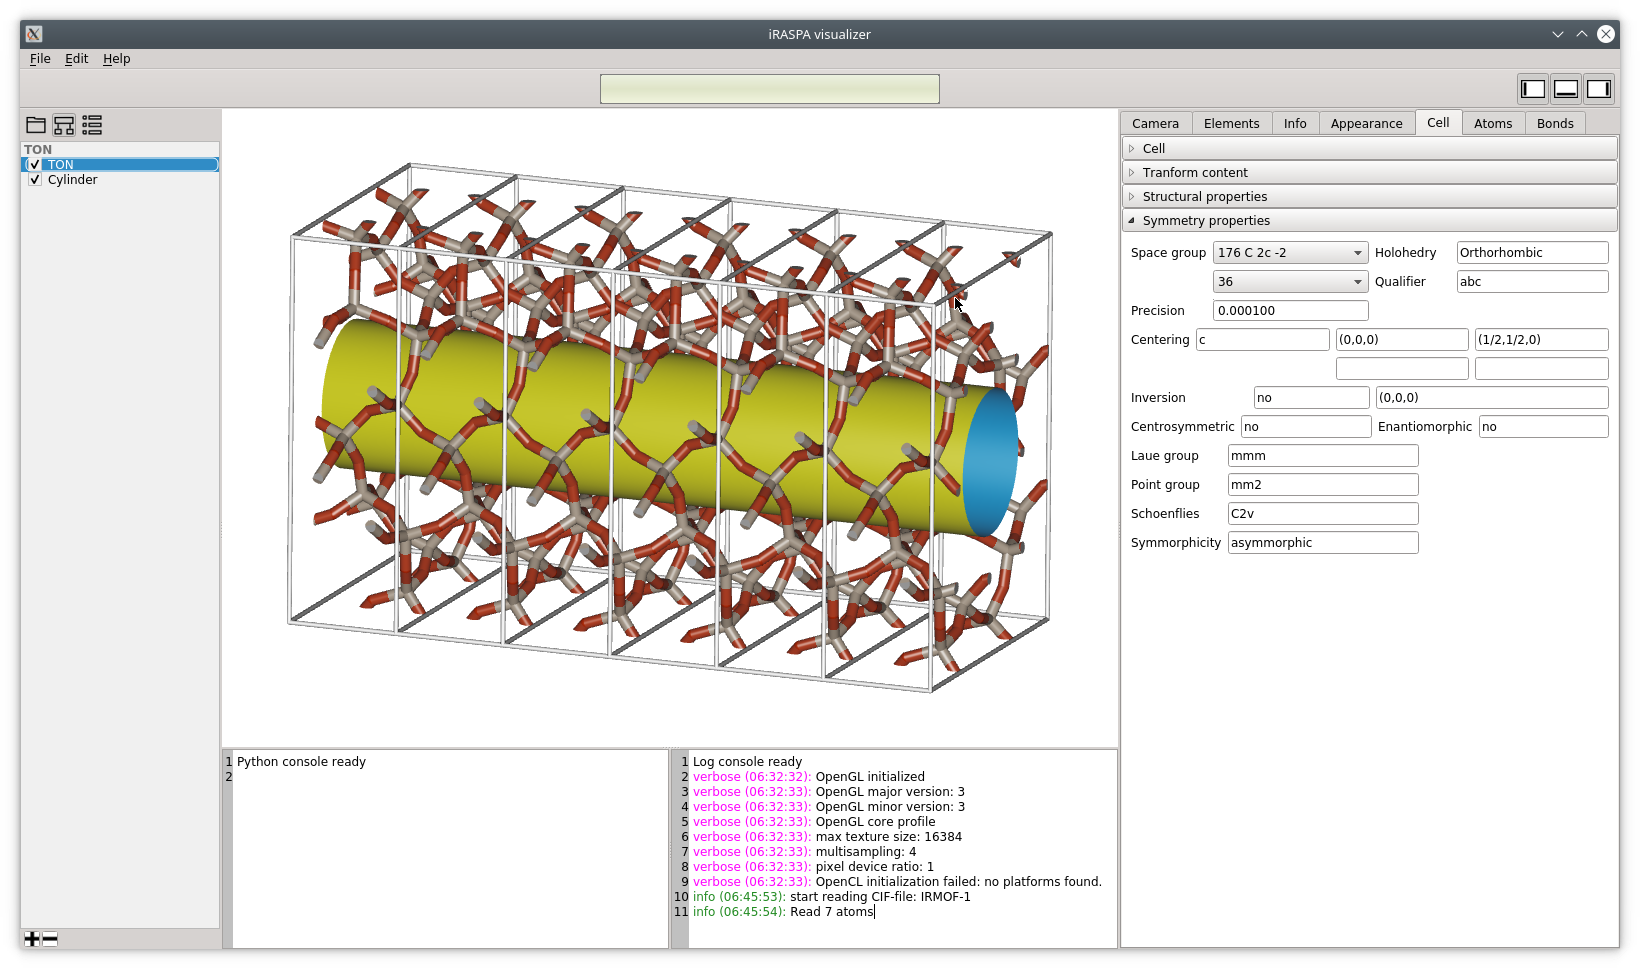 iRASPA visualizer
File Edit Help
TON
TON
Cylinder
Camera Elements Info Appearance Cell Atoms Bonds
Cell
Tranform content
Structural properties
Symmetry properties
Space group 176 C 2c -2 Holohedry Orthorhombic
36 Qualifier abc
Precision 0.000100
Centering c (0,0,0) (1/2,1/2,0)
Inversion no (0,0,0)
Centrosymmetric no Enantiomorphic no
Laue group mmm
Point group mm2
Schoenflies C2v
Symmorphicity asymmorphic
1 Python console ready
2
1 Log console ready
2 verbose (06:32:32): OpenGL initialized
3 verbose (06:32:33): OpenGL major version: 3
4 verbose (06:32:33): OpenGL minor version: 3
5 verbose (06:32:33): OpenGL core profile
6 verbose (06:32:33): max texture size: 16384
7 verbose (06:32:33): multisampling: 4
8 verbose (06:32:33): pixel device ratio: 1
9 verbose (06:32:33): OpenCL initialization failed: no platforms found.
10 info (06:45:53): start reading CIF-file: IRMOF-1
11 info (06:45:54): Read 7 atoms